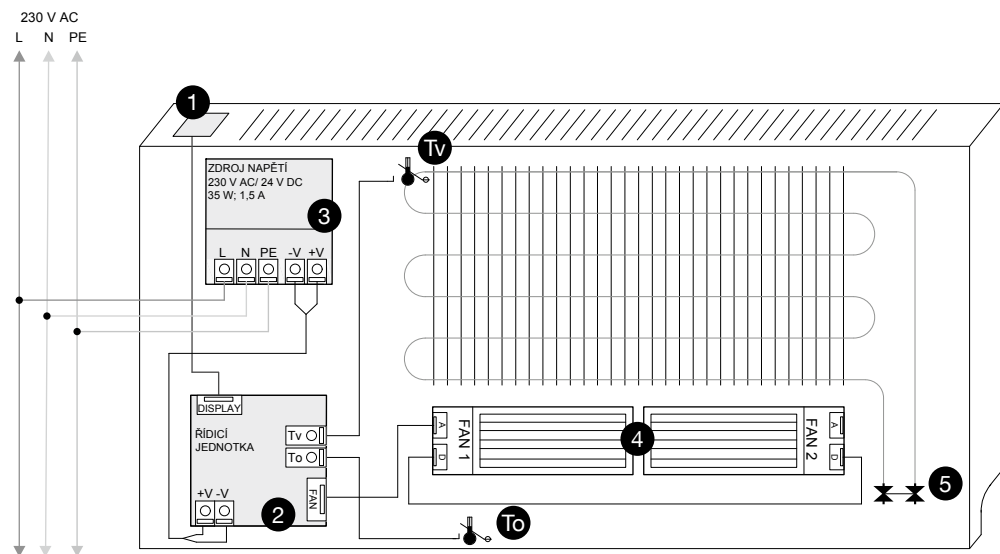 230 V AC
L N PE
1
Tv
ZDROJ NAPĚTÍ
230 V AC/ 24 V DC
35 W; 1,5 A
3
L N PE -V +V
DISPLAY
ŘÍDICÍ
JEDNOTKA
Tv
To
FAN
+V -V
2
A
D
FAN 1
4
FAN 2
A
D
5
To